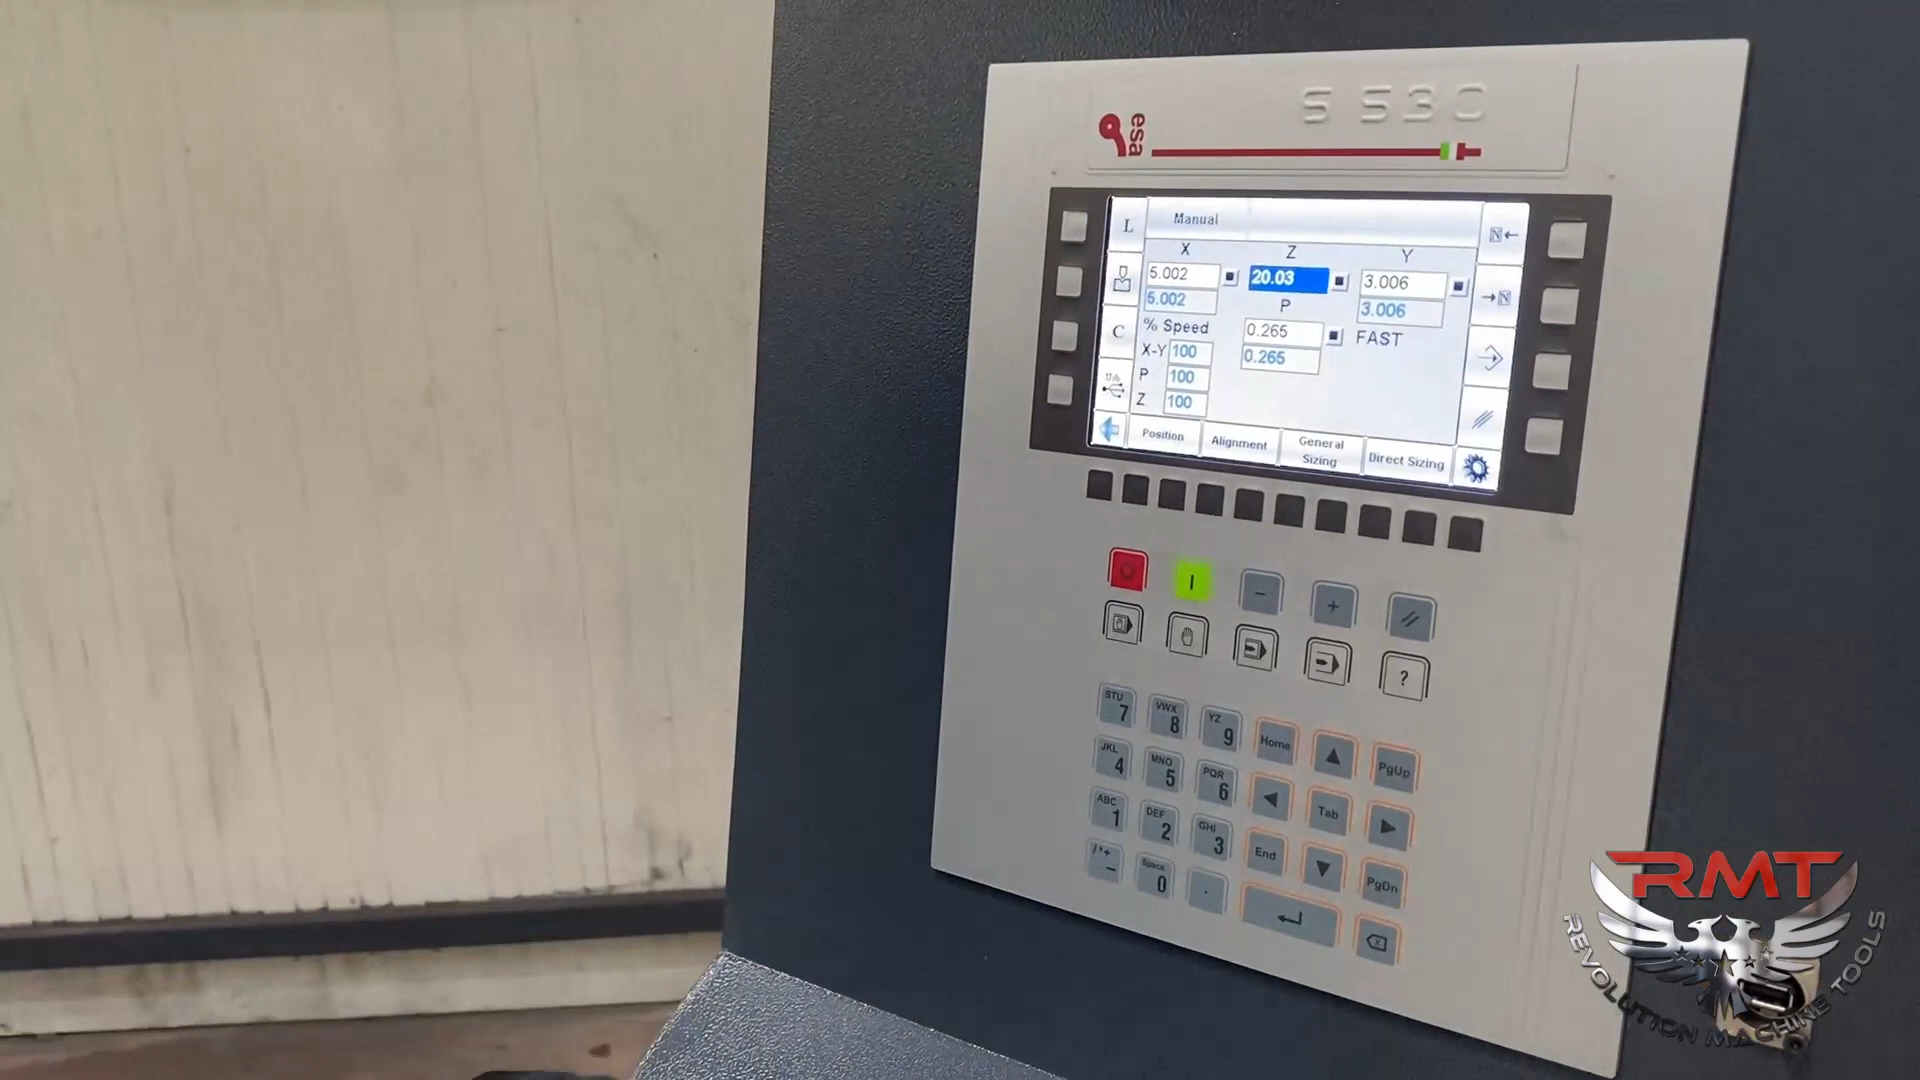 esa
S 530
Manual
L
X
Z
Y
5.002
20.03
3.006
5.002
P
3.006
% Speed
0.265
FAST
C
X-Y 100
0.265
P 100
Usb
Z 100
Position
Alignment
General Sizing
Direct Sizing
N
N
I
-
+
?
STU 7
VWX 8
YZ 9
Home
PgUp
JKL 4
MNO 5
PQR 6
Tab
ABC 1
DEF 2
GHI 3
End
PgDn
/*+ -
Space 0
.
RMT
REVOLUTION MACHINE TOOLS